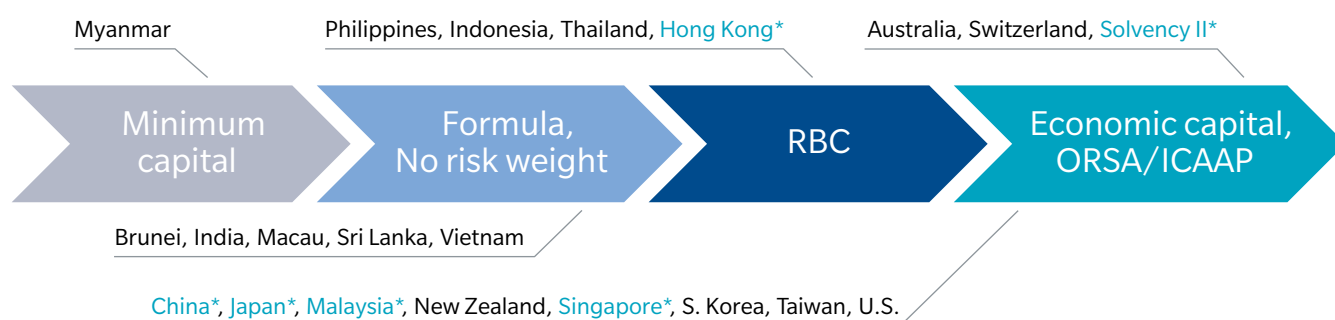 Myanmar
Philippines, Indonesia, Thailand, Hong Kong*
Australia, Switzerland, Solvency II*
Minimum
capital
Formula,
No risk weight
RBC
Economic capital,
ORSA/ICAAP
Brunei, India, Macau, Sri Lanka, Vietnam
China*, Japan*, Malaysia*, New Zealand, Singapore*, S. Korea, Taiwan, U.S.